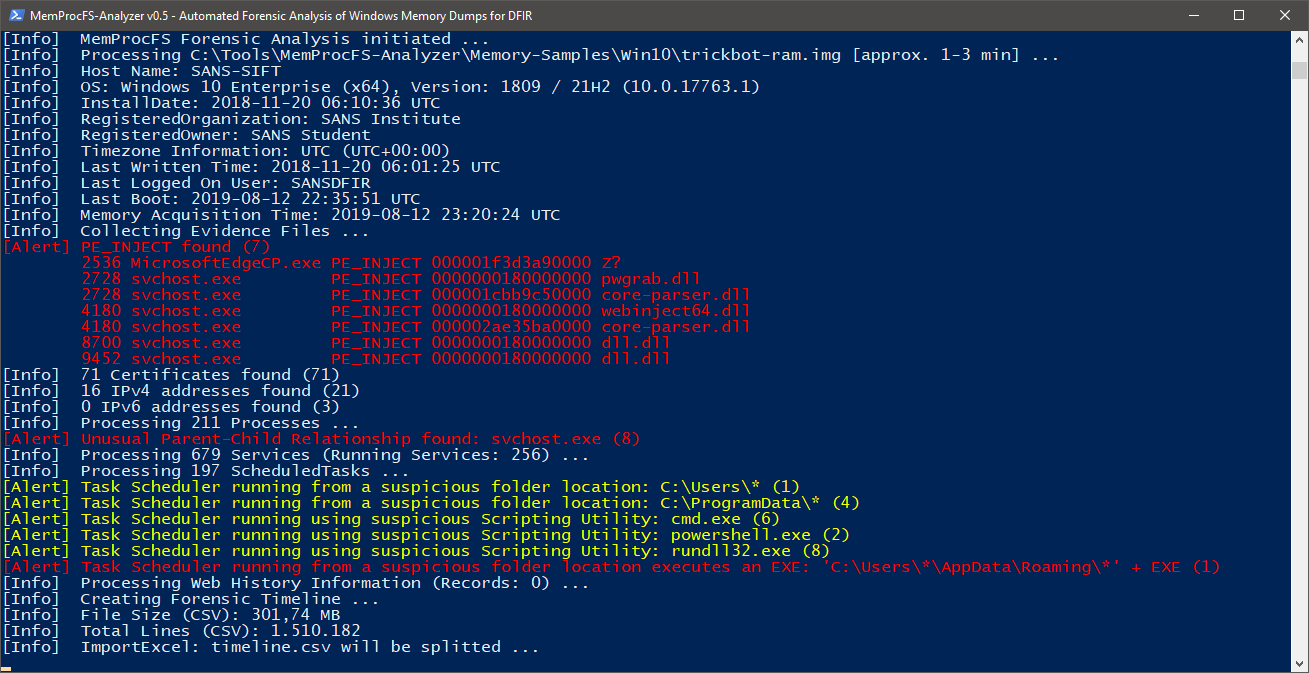 MemProcFS-Analyzer v0.5 - Automated Forensic Analysis of Windows Memory Dumps for DFIR
[Info]  MemProcFS Forensic Analysis initiated ...
[Info]  Processing C:\Tools\MemProcFS-Analyzer\Memory-Samples\Win10\trickbot-ram.img [approx. 1-3 min] ...
[Info]  Host Name: SANS-SIFT
[Info]  OS: Windows 10 Enterprise (x64), Version: 1809 / 21H2 (10.0.17763.1)
[Info]  InstallDate: 2018-11-20 06:10:36 UTC
[Info]  RegisteredOrganization: SANS Institute
[Info]  RegisteredOwner: SANS Student
[Info]  Timezone Information: UTC (UTC+00:00)
[Info]  Last Written Time: 2018-11-20 06:01:25 UTC
[Info]  Last Logged On User: SANSDFIR
[Info]  Last Boot: 2019-08-12 22:35:51 UTC
[Info]  Memory Acquisition Time: 2019-08-12 23:20:24 UTC
[Info]  Collecting Evidence Files ...
[Alert] PE_INJECT found (7)
        2536 MicrosoftEdgeCP.exe PE_INJECT 000001f3d3a90000 Z?
        2728 svchost.exe         PE_INJECT 0000000180000000 pwgrab.dll
        2728 svchost.exe         PE_INJECT 000001cbb9c50000 core-parser.dll
        4180 svchost.exe         PE_INJECT 0000000180000000 webinject64.dll
        4180 svchost.exe         PE_INJECT 000002ae35ba0000 core-parser.dll
        8700 svchost.exe         PE_INJECT 0000000180000000 dll.dll
        9452 svchost.exe         PE_INJECT 0000000180000000 dll.dll
[Info]  71 Certificates found (71)
[Info]  16 IPv4 addresses found (21)
[Info]  0 IPv6 addresses found (3)
[Info]  Processing 211 Processes ...
[Alert] Unusual Parent-Child Relationship found: svchost.exe (8)
[Info]  Processing 679 Services (Running Services: 256) ...
[Info]  Processing 197 ScheduledTasks ...
[Alert] Task Scheduler running from a suspicious folder location: C:\Users\* (1)
[Alert] Task Scheduler running from a suspicious folder location: C:\ProgramData\* (4)
[Alert] Task Scheduler running using suspicious Scripting Utility: cmd.exe (6)
[Alert] Task Scheduler running using suspicious Scripting Utility: powershell.exe (2)
[Alert] Task Scheduler running using suspicious Scripting Utility: rundll32.exe (8)
[Alert] Task Scheduler running from a suspicious folder location executes an EXE: 'C:\Users\*\AppData\Roaming\*' + EXE (1)
[Info]  Processing Web History Information (Records: 0) ...
[Info]  Creating Forensic Timeline ...
[Info]  File Size (CSV): 301,74 MB
[Info]  Total Lines (CSV): 1.510.182
[Info]  ImportExcel: timeline.csv will be splitted ...